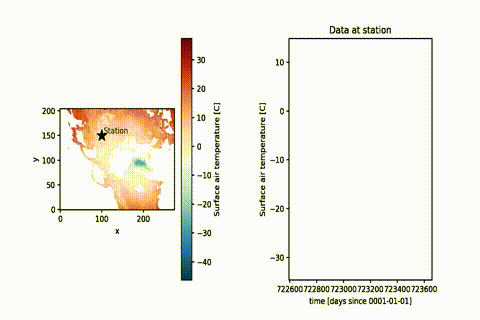 Data at station
200
150
100
50
0
Station
y
0 100 200
x
30
20
10
0
−10
−20
−30
−40
Surface air temperature [C]
10
0
−10
−20
−30
Surface air temperature [C]
722600 722800 723000 723200 723400 723600
time [days since 0001-01-01]